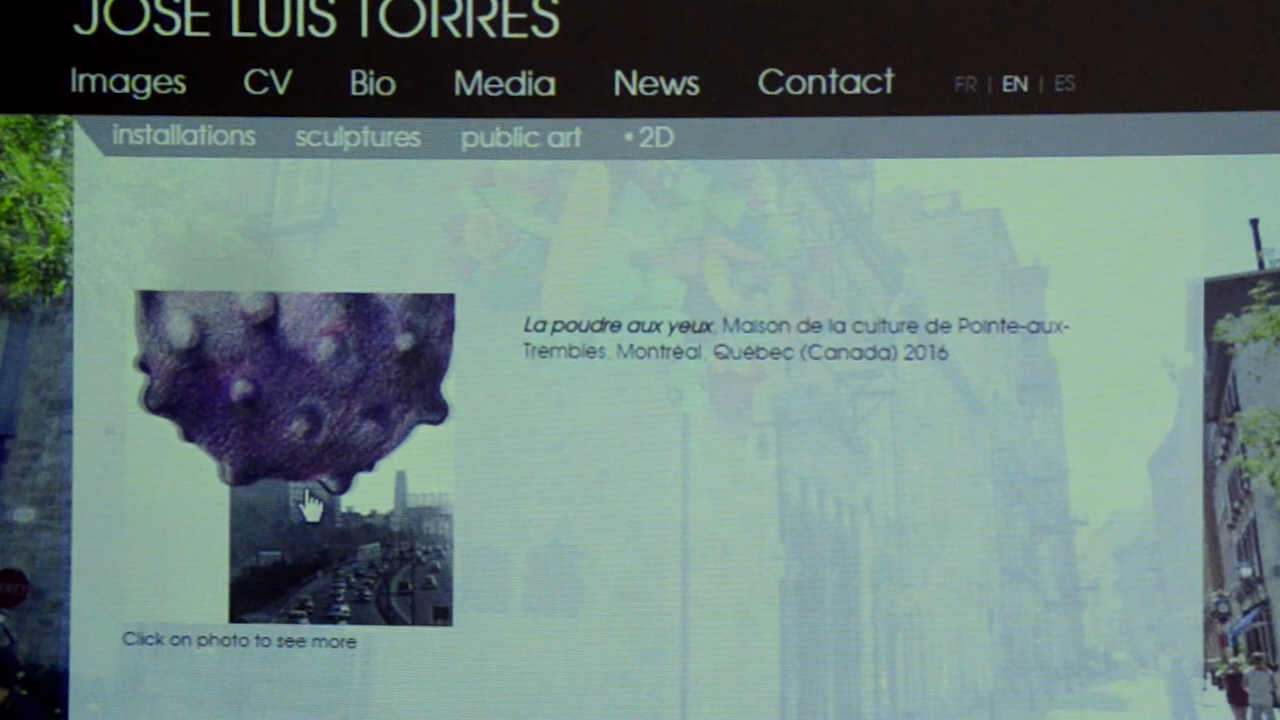 JOSE LUIS TORRES
Images CV Bio Media News Contact FR | EN | ES
installations sculptures public art • 2D
La poudre aux yeux, Maison de la culture de Pointe-aux-
Trembles, Montréal, Québec (Canada) 2016
Click on photo to see more